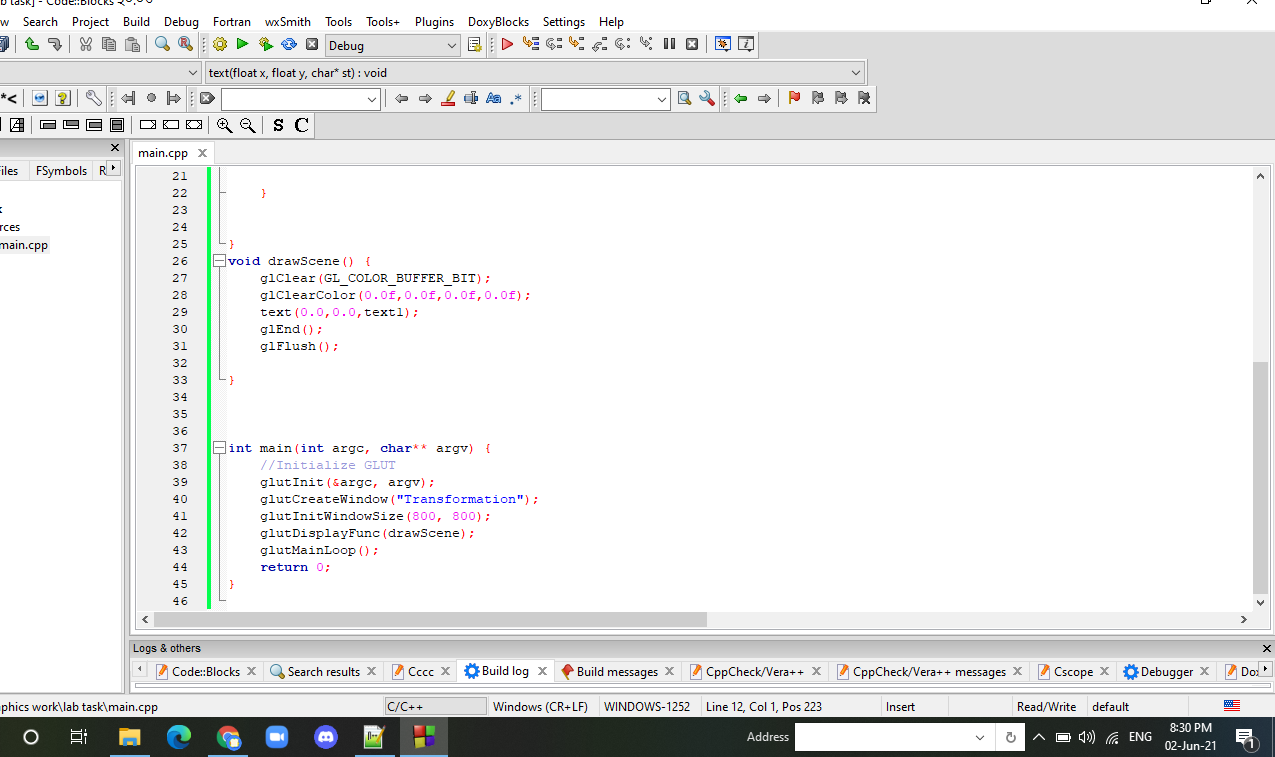 b task] - Code::Blocks 20.03
w Search Project Build Debug Fortran wxSmith Tools Tools+ Plugins DoxyBlocks Settings Help
Debug
text(float x, float y, char* st) : void
*<
Aa .*
S C
main.cpp
iles FSymbols R
rces
main.cpp
21
22 }
23
24
25 }
26 void drawScene() {
27 glClear(GL_COLOR_BUFFER_BIT);
28 glClearColor(0.0f,0.0f,0.0f,0.0f);
29 text(0.0,0.0,text1);
30 glEnd();
31 glFlush();
32
33 }
34
35
36
37 int main(int argc, char** argv) {
38 //Initialize GLUT
39 glutInit(&argc, argv);
40 glutCreateWindow("Transformation");
41 glutInitWindowSize(800, 800);
42 glutDisplayFunc(drawScene);
43 glutMainLoop();
44 return 0;
45 }
46
Logs & others
Code::Blocks Search results Cccc Build log Build messages CppCheck/Vera++ CppCheck/Vera++ messages Cscope Debugger Dox
aphics work\lab task\main.cpp C/C++ Windows (CR+LF) WINDOWS-1252 Line 12, Col 1, Pos 223 Insert Read/Write default
Address ENG 8:30 PM
02-Jun-21 1